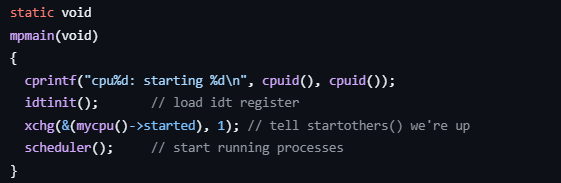 static void
mpmain(void)
{
  cprintf("cpu%d: starting %d\n", cpuid(), cpuid());
  idtinit();       // load idt register
  xchg(&(mycpu()->started), 1); // tell startothers() we're up
  scheduler();     // start running processes
}